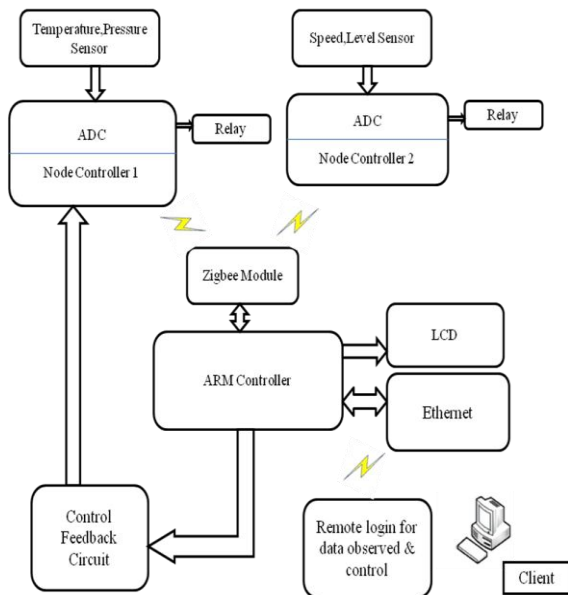 Temperature,Pressure
Sensor
Speed,Level Sensor
ADC
Relay
Node Controller 1
ADC
Relay
Node Controller 2
Zigbee Module
ARM Controller
LCD
Ethernet
Control
Feedback
Circuit
Remote login for
data observed &
control
Client